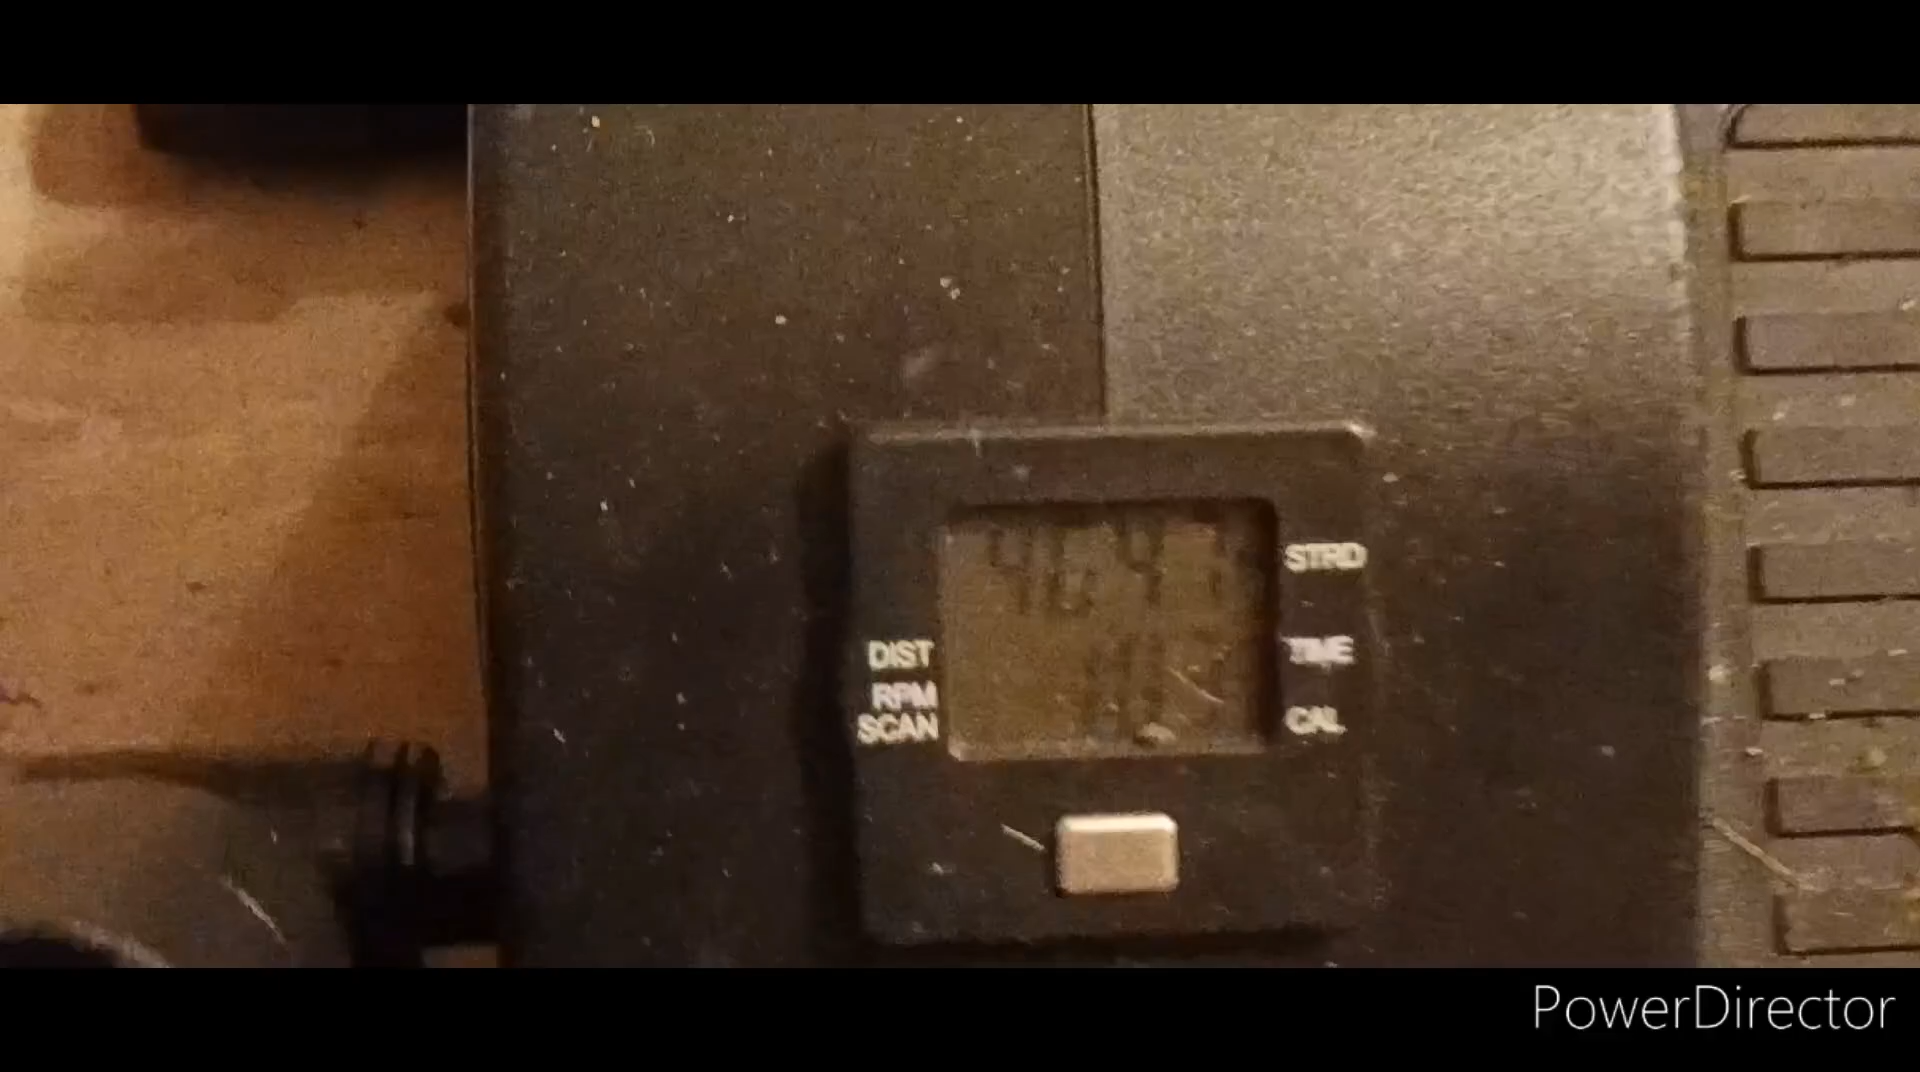 STRD
DIST
TIME
RPM
SCAN
CAL
PowerDirector